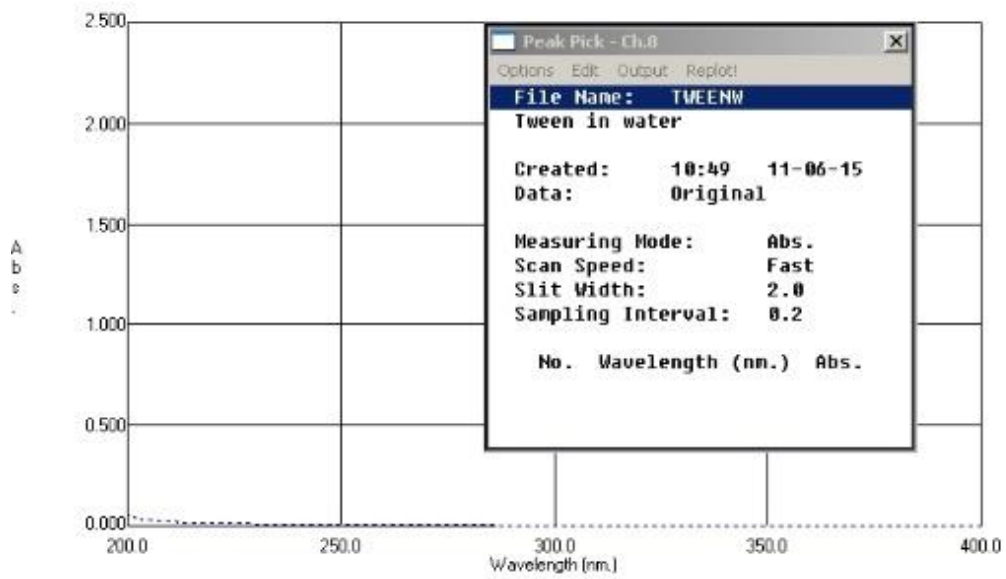 2.500
2.000
1.500
1.000
0.500
0.000
Abs.
200.0 250.0 300.0 350.0 400.0
Wavelength (nm.)
Peak Pick - Ch.8
Options Edit Output Replot!
File Name: TWEENW
Tween in water
Created: 10:49 11-06-15
Data: Original
Measuring Mode: Abs.
Scan Speed: Fast
Slit Width: 2.0
Sampling Interval: 0.2
No. Wavelength (nm.) Abs.